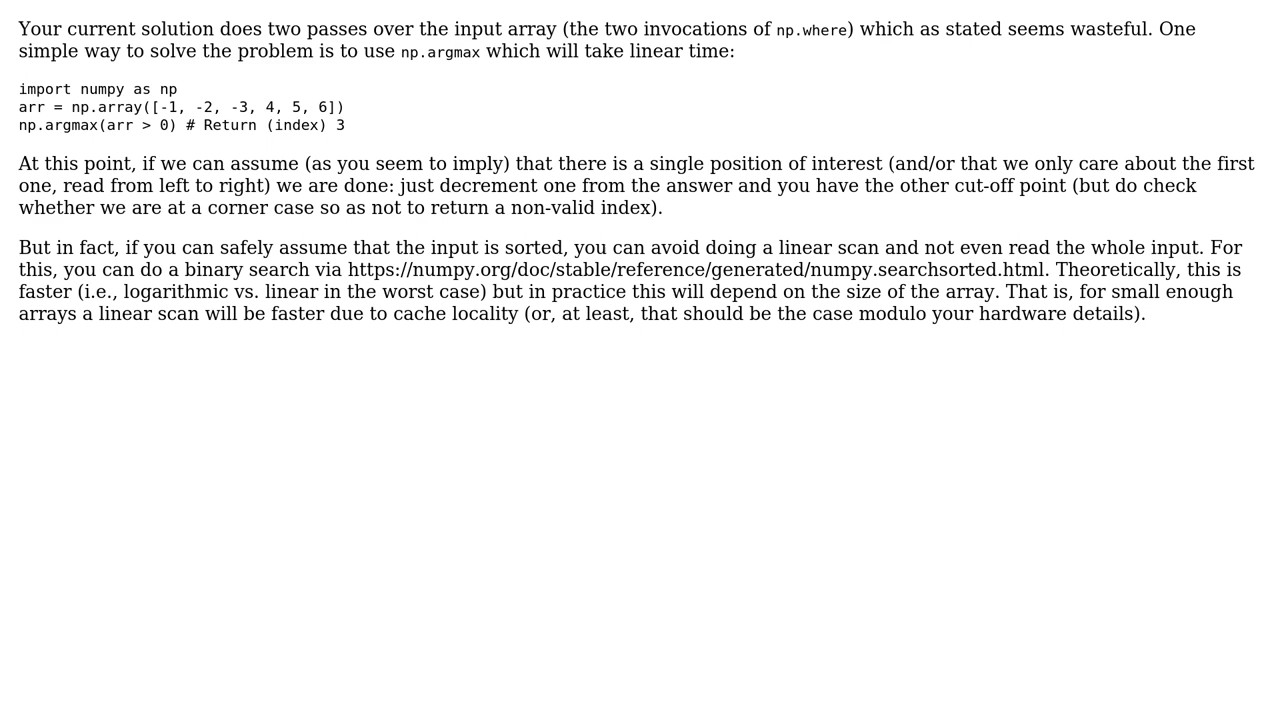 Your current solution does two passes over the input array (the two invocations of np.where) which as stated seems wasteful. One
simple way to solve the problem is to use np.argmax which will take linear time:
import numpy as np
arr = np.array([-1, -2, -3, 4, 5, 6])
np.argmax(arr > 0) # Return (index) 3
At this point, if we can assume (as you seem to imply) that there is a single position of interest (and/or that we only care about the first
one, read from left to right) we are done: just decrement one from the answer and you have the other cut-off point (but do check
whether we are at a corner case so as not to return a non-valid index).
But in fact, if you can safely assume that the input is sorted, you can avoid doing a linear scan and not even read the whole input. For
this, you can do a binary search via https://numpy.org/doc/stable/reference/generated/numpy.searchsorted.html. Theoretically, this is
faster (i.e., logarithmic vs. linear in the worst case) but in practice this will depend on the size of the array. That is, for small enough
arrays a linear scan will be faster due to cache locality (or, at least, that should be the case modulo your hardware details).